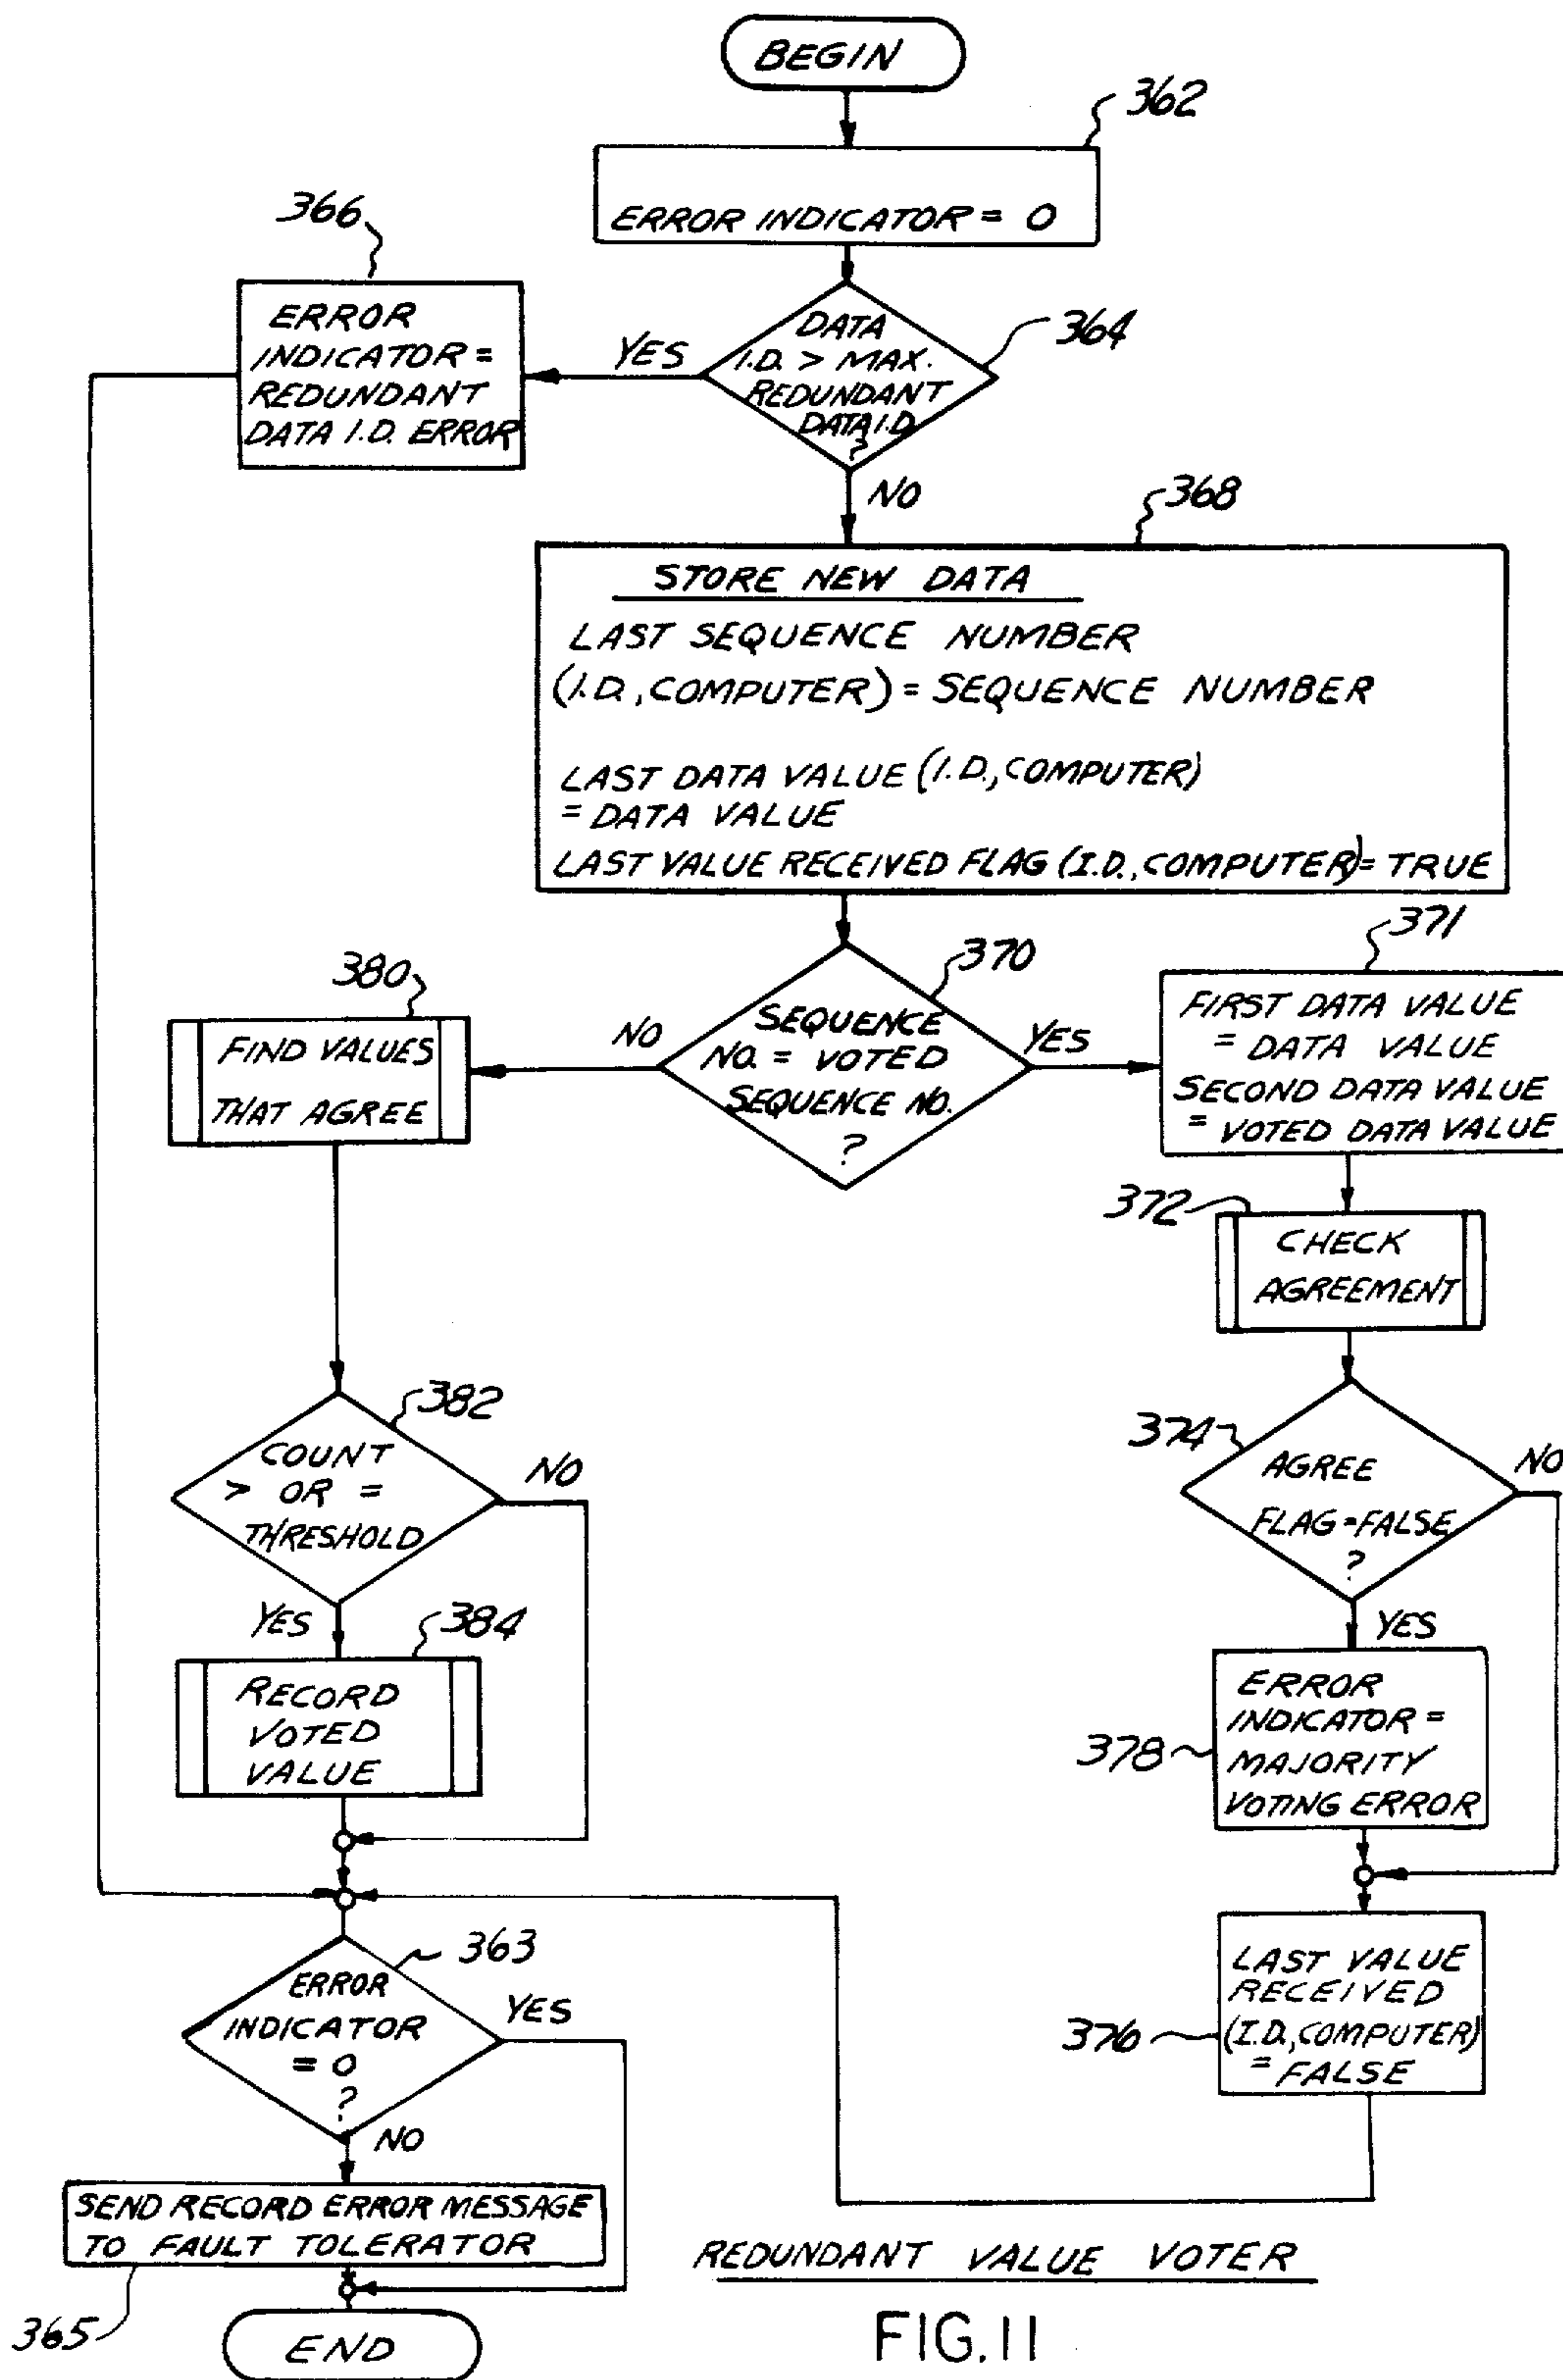 BEGIN
362
ERROR INDICATOR = 0
366
ERROR
INDICATOR =
REDUNDANT
DATA I.D. ERROR
YES
DATA
I.D. > MAX.
REDUNDANT
DATA I.D.
?
364
NO
368
STORE NEW DATA
LAST SEQUENCE NUMBER
(I.D., COMPUTER) = SEQUENCE NUMBER
LAST DATA VALUE (I.D., COMPUTER)
= DATA VALUE
LAST VALUE RECEIVED FLAG (I.D., COMPUTER) = TRUE
380
FIND VALUES
THAT AGREE
NO
370
SEQUENCE
NO. = VOTED
SEQUENCE NO.
?
YES
371
FIRST DATA VALUE
= DATA VALUE
SECOND DATA VALUE
= VOTED DATA VALUE
372
CHECK
AGREEMENT
382
COUNT
> OR =
THRESHOLD
NO
YES
374
AGREE
FLAG = FALSE
?
NO
YES
384
RECORD
VOTED
VALUE
378
ERROR
INDICATOR =
MAJORITY
VOTING ERROR
363
ERROR
INDICATOR
= 0
?
YES
NO
376
LAST VALUE
RECEIVED
(I.D., COMPUTER)
= FALSE
SEND RECORD ERROR MESSAGE
TO FAULT TOLERATOR
365
END
REDUNDANT VALUE VOTER
FIG. 11